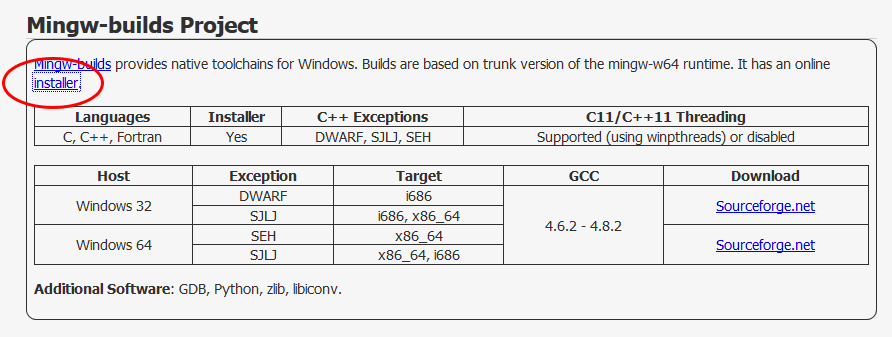 Mingw-builds Project
Mingw-builds provides native toolchains for Windows. Builds are based on trunk version of the mingw-w64 runtime. It has an online
installer.
Languages Installer C++ Exceptions C11/C++11 Threading
C, C++, Fortran Yes DWARF, SJLJ, SEH Supported (using winpthreads) or disabled
Host Exception Target GCC Download
Windows 32 DWARF i686 4.6.2 - 4.8.2 Sourceforge.net
SJLJ i686, x86_64
Windows 64 SEH x86_64 Sourceforge.net
SJLJ x86_64, i686
Additional Software: GDB, Python, zlib, libiconv.